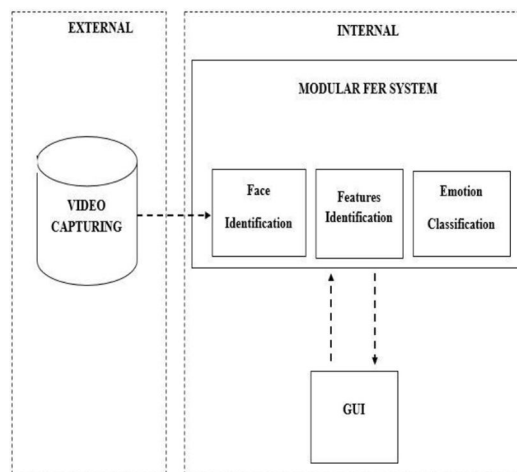 EXTERNAL
INTERNAL
MODULAR FER SYSTEM
VIDEO
CAPTURING
Face
Identification
Features
Identification
Emotion
Classification
GUI